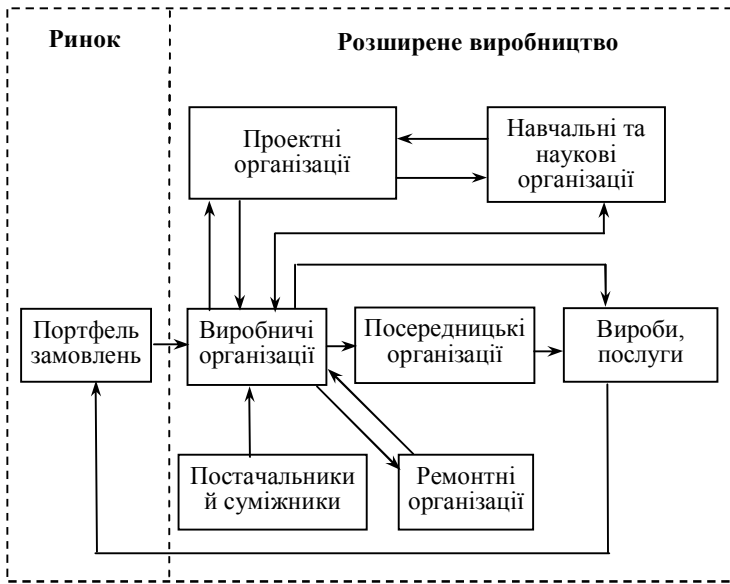 Ринок
Розширене виробництво
Проектні
організації
Навчальні та
наукові
організації
Портфель
замовлень
Виробничі
організації
Посередницькі
організації
Вироби,
послуги
Постачальники
й суміжники
Ремонтні
організації